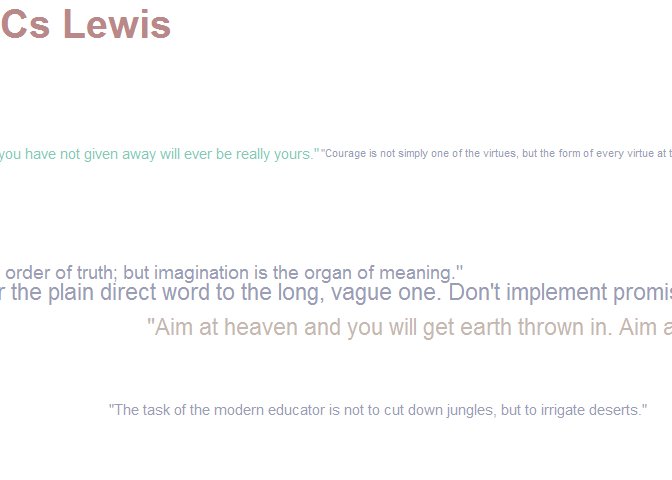 Cs Lewis
you have not given away will ever be really yours."
"Courage is not simply one of the virtues, but the form of every virtue at t
order of truth; but imagination is the organ of meaning."
r the plain direct word to the long, vague one. Don't implement promis
"Aim at heaven and you will get earth thrown in. Aim a
"The task of the modern educator is not to cut down jungles, but to irrigate deserts."